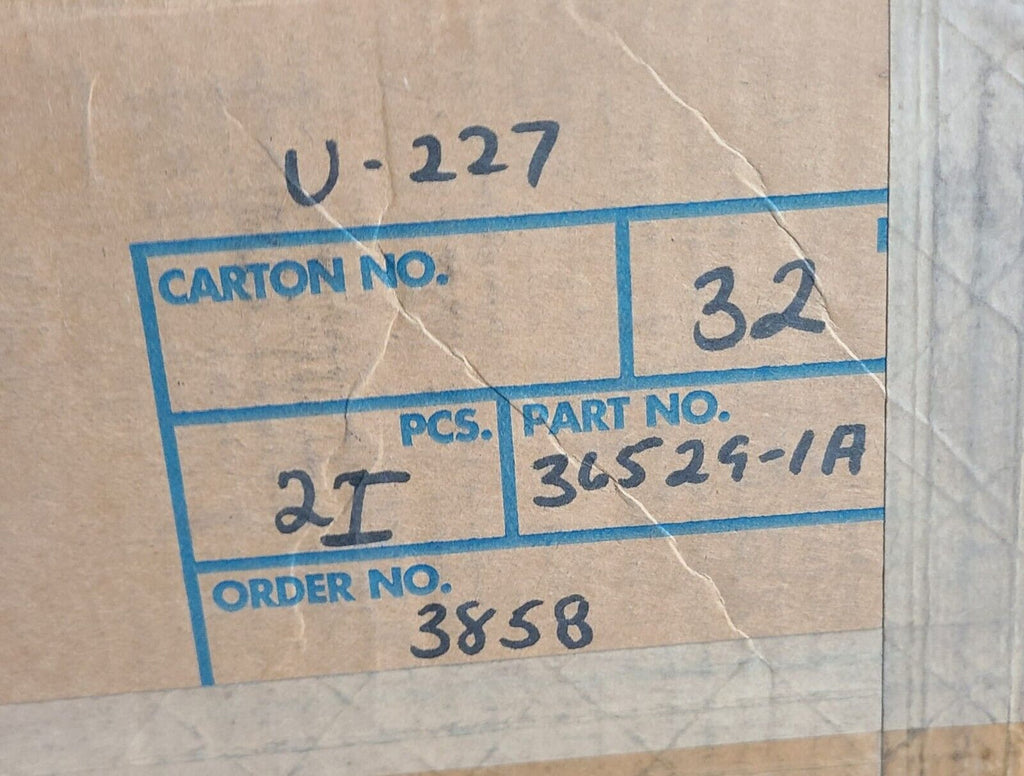 U-227
CARTON NO.
32
PCS. PART NO.
2I 36529-1A
ORDER NO.
3858